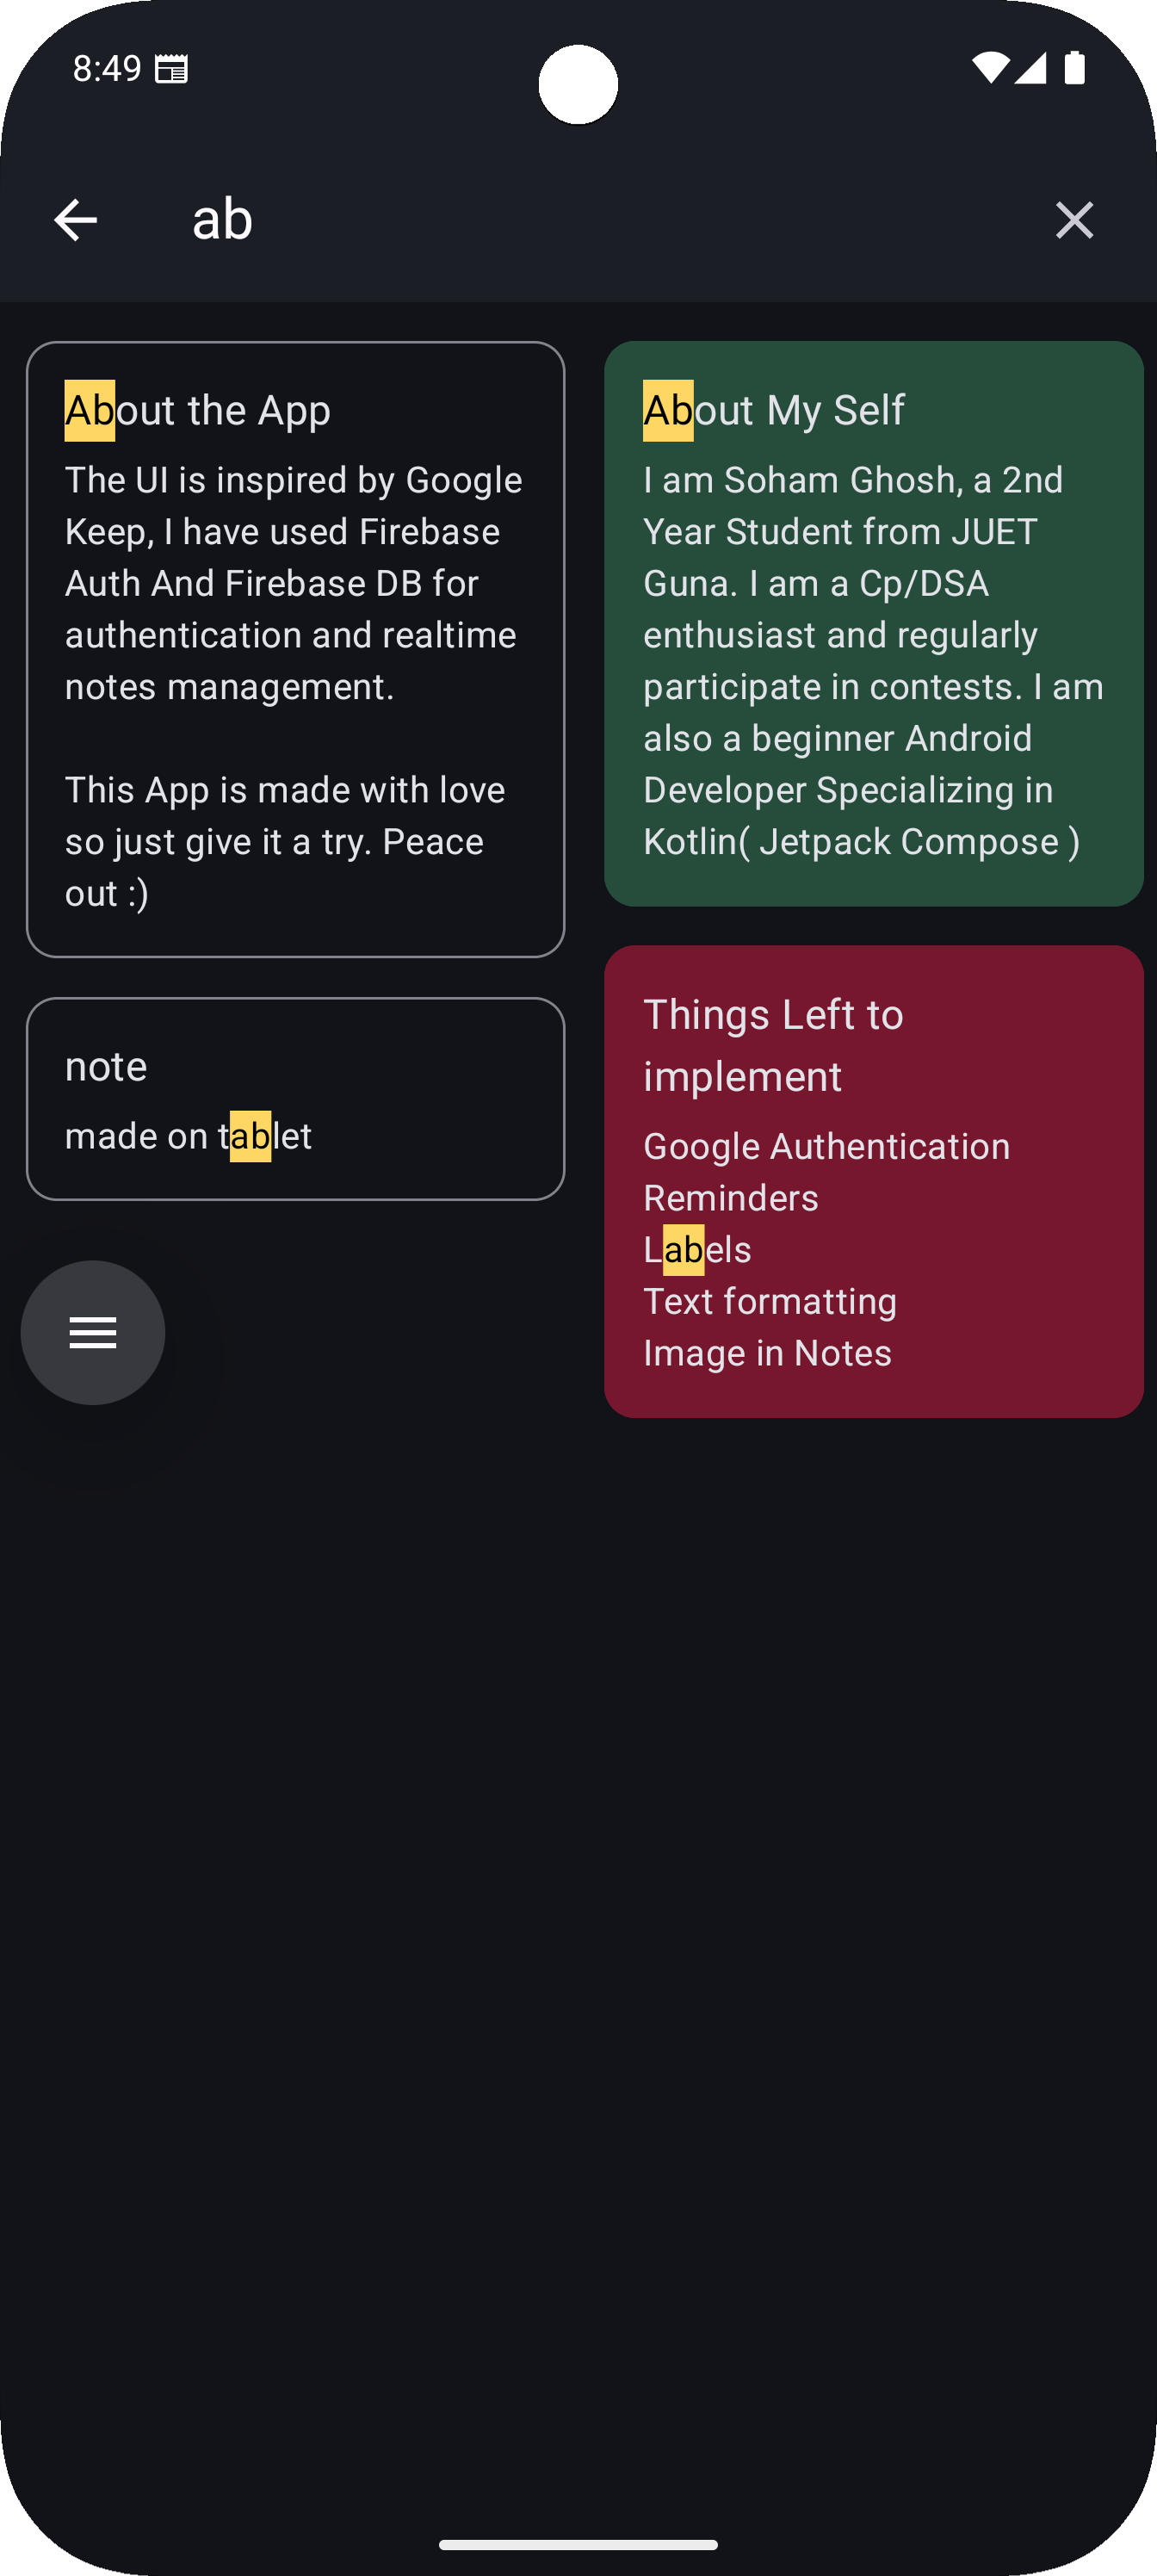 8:49
ab
About the App
The UI is inspired by Google
Keep, I have used Firebase
Auth And Firebase DB for
authentication and realtime
notes management.
This App is made with love
so just give it a try. Peace
out :)
note
made on tablet
About My Self
I am Soham Ghosh, a 2nd
Year Student from JUET
Guna. I am a Cp/DSA
enthusiast and regularly
participate in contests. I am
also a beginner Android
Developer Specializing in
Kotlin( Jetpack Compose )
Things Left to
implement
Google Authentication
Reminders
Labels
Text formatting
Image in Notes